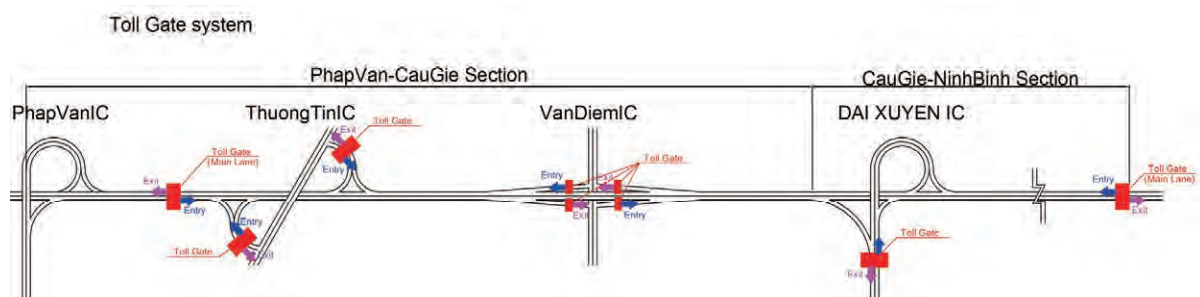 Toll Gate system
PhapVan-CauGie Section
CauGie-NinhBinh Section
PhapVanIC
ThuongTinIC
VanDiemIC
DAI XUYEN IC
Toll Gate
(Main Lane)
Exit
Entry
Exit
Toll Gate
Entry
Entry
Toll Gate
Exit
Entry
Exit
Toll Gate
Exit
Entry
Toll Gate
Exit
Entry
Toll Gate
(Main Lane)
Exit